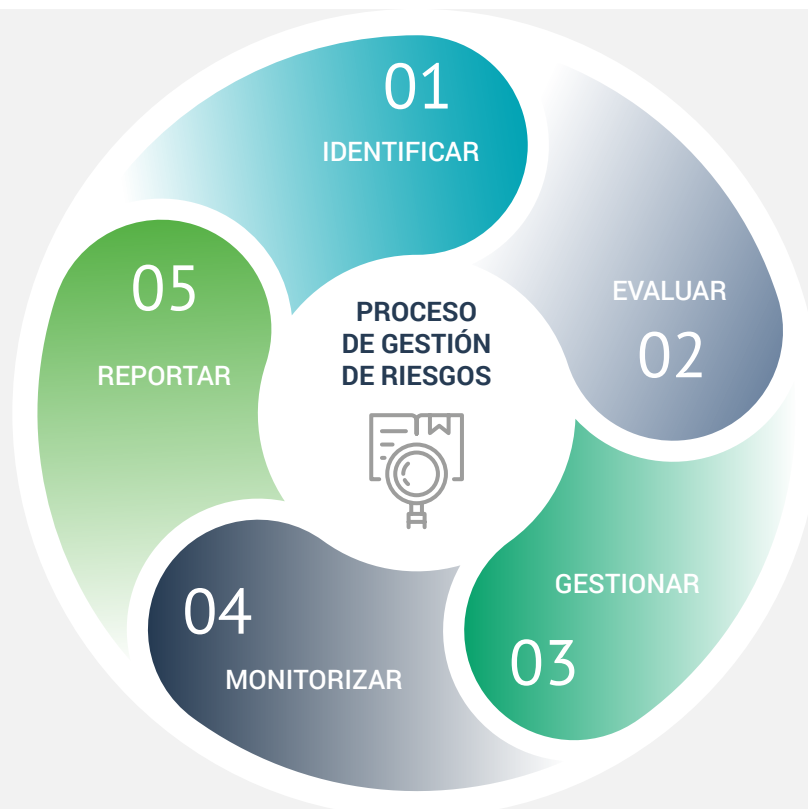 01
IDENTIFICAR
EVALUAR
02
GESTIONAR
03
04
MONITORIZAR
05
REPORTAR
PROCESO
DE GESTIÓN
DE RIESGOS